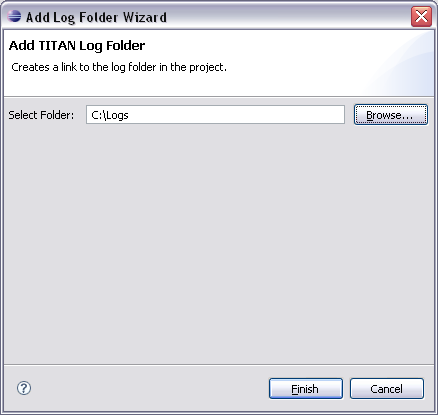 Add Log Folder Wizard
Add TITAN Log Folder
Creates a link to the log folder in the project.
Select Folder: C:\Logs Browse...
? Finish Cancel